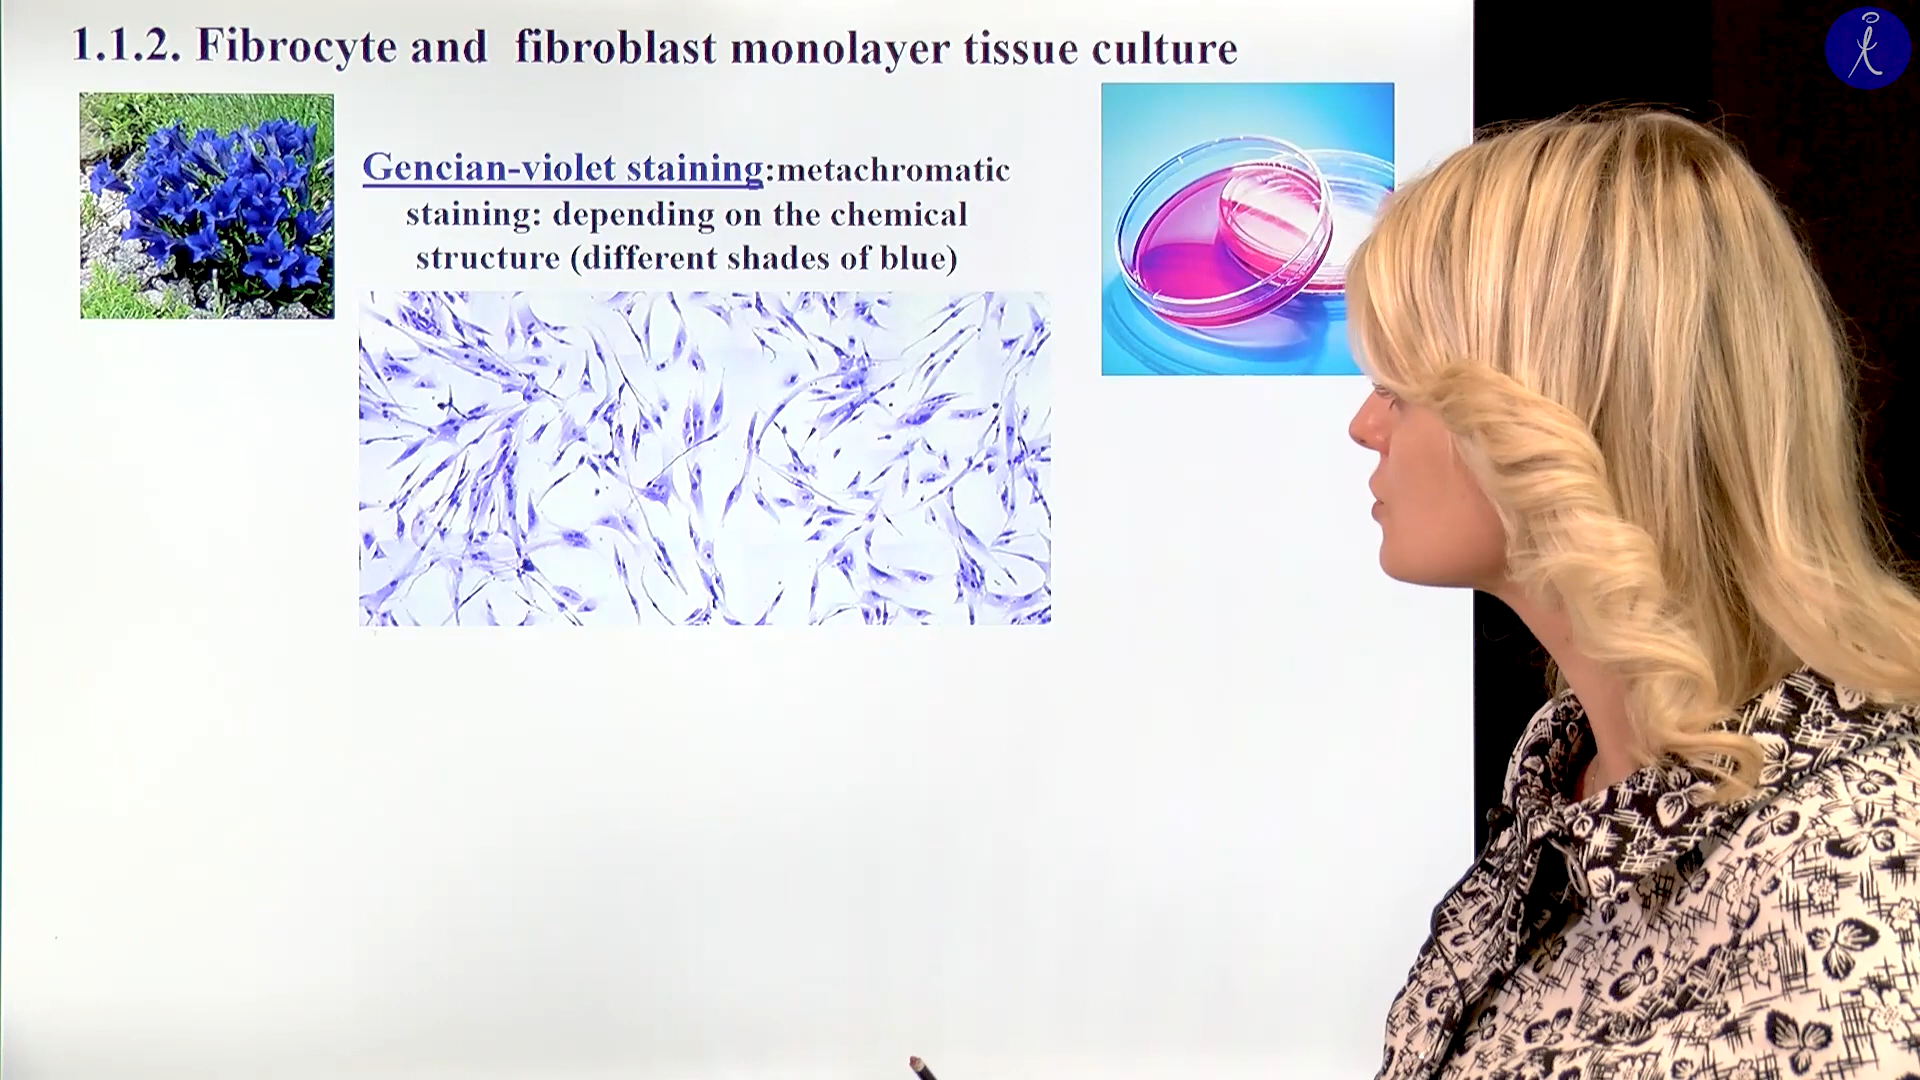 1.1.2. Fibrocyte and fibroblast monolayer tissue culture
Gencian-violet staining:metachromatic
staining: depending on the chemical
structure (different shades of blue)